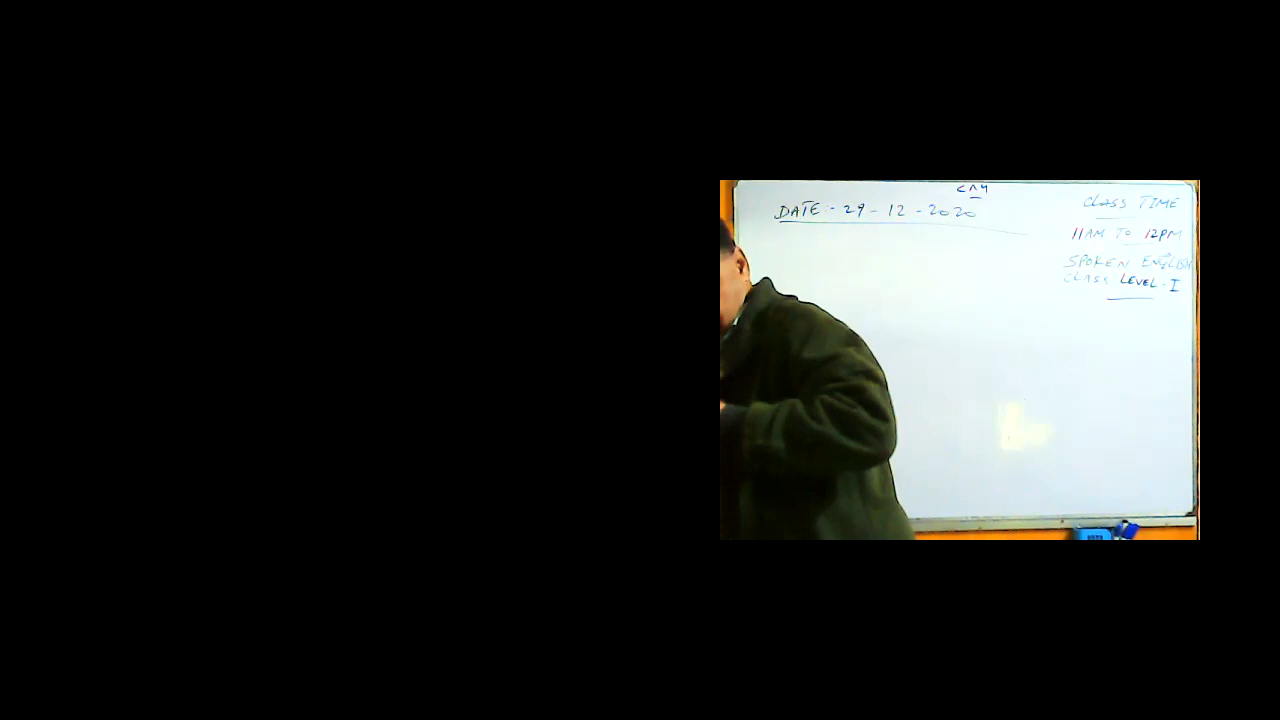 DATE:- 29-12-2020
CLASS TIME
11AM TO 12PM
SPOKEN ENGLISH
CLASS LEVEL-I